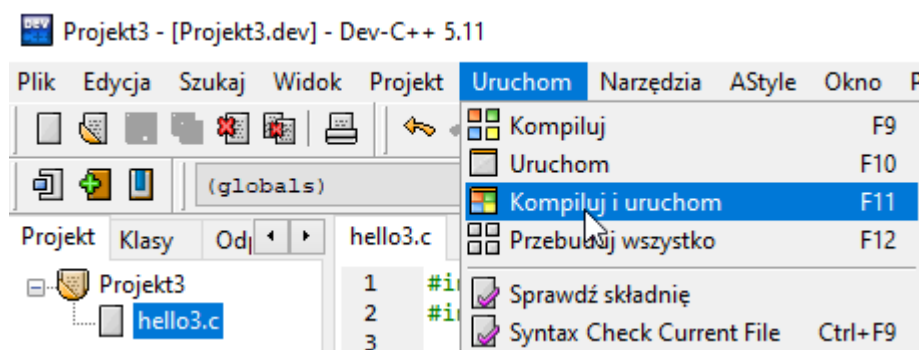 Projekt3 - [Projekt3.dev] - Dev-C++ 5.11
Plik Edycja Szukaj Widok Projekt Uruchom Narzędzia AStyle Okno
Kompiluj F9
Uruchom F10
(globals)
Kompiluj i uruchom F11
Projekt Klasy hello3.c
Przebuduj wszystko F12
Projekt3
1 #i
Sprawdź składnię
hello3.c
2 #i
Syntax Check Current File Ctrl+F9
3